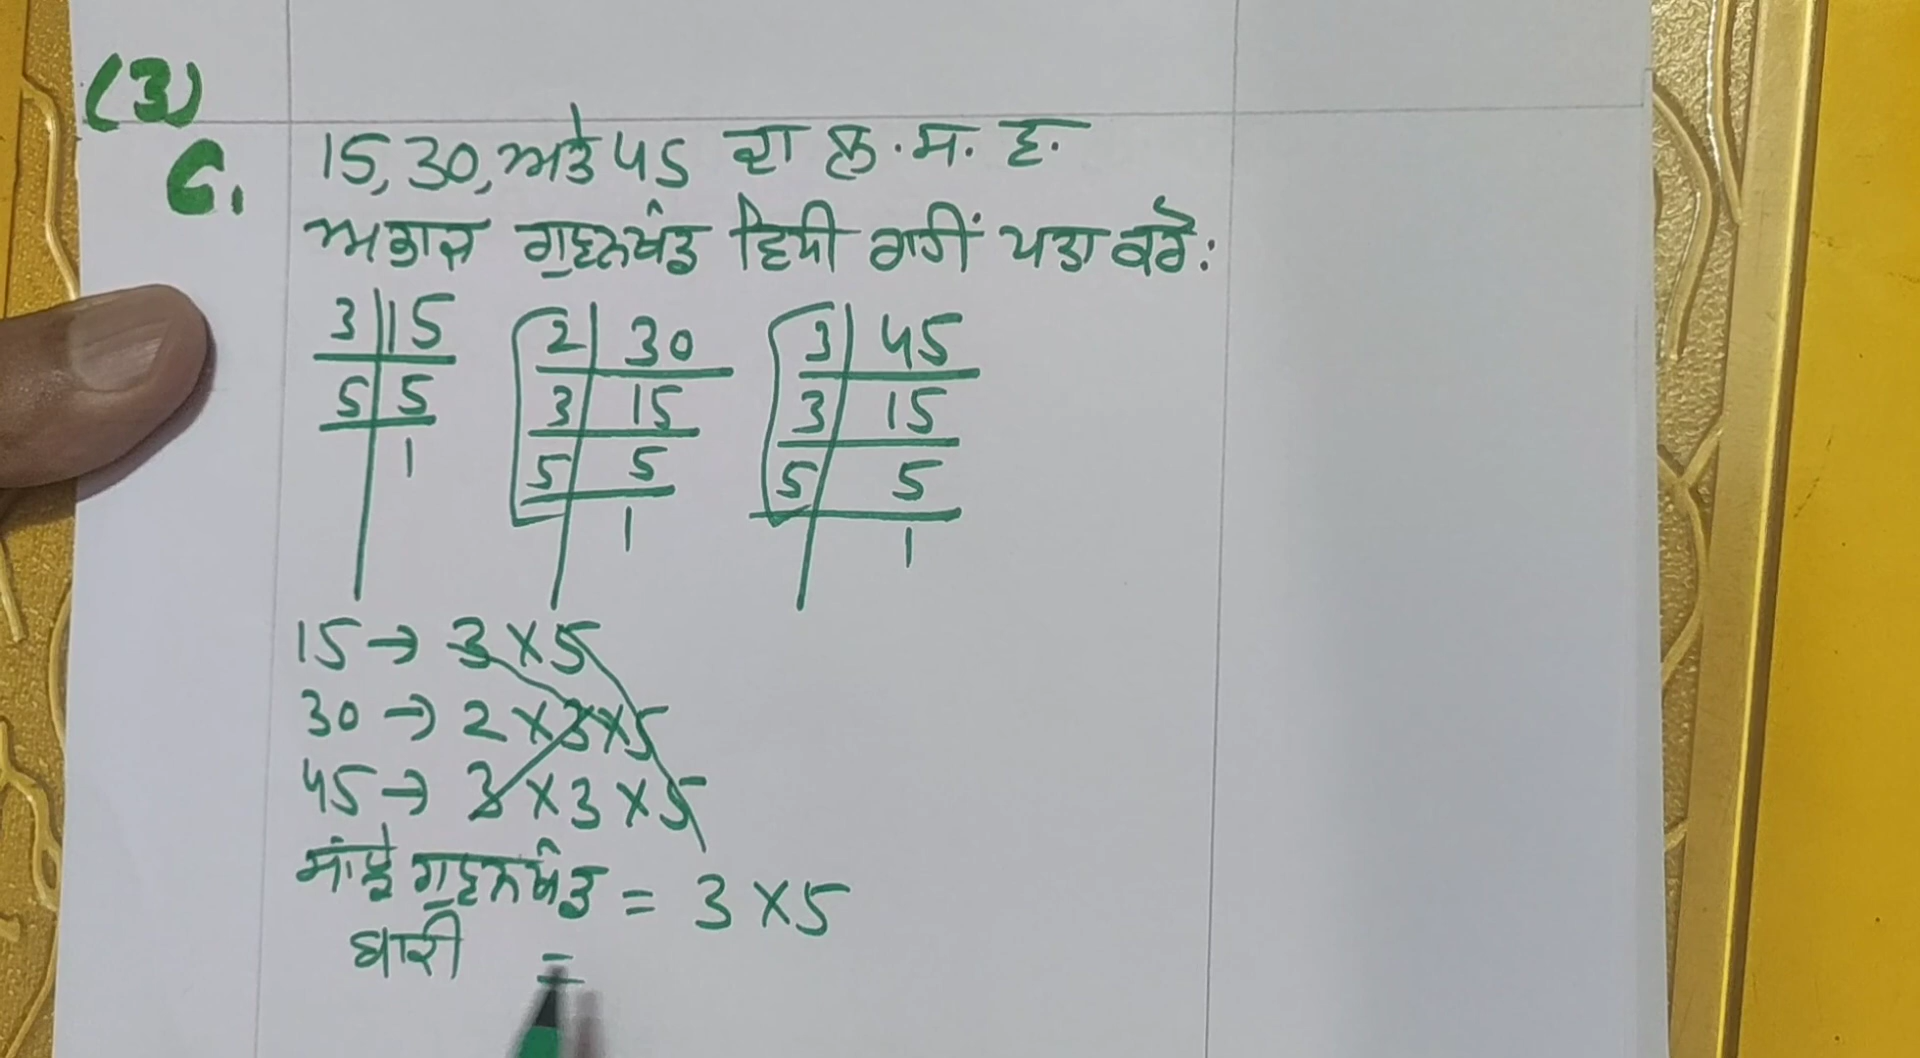 (3)
C. 15, 30, ਅਤੇ 45 ਦਾ ਲ.ਸ.ਵ.
ਅਭਾਜ ਗੁਣਨਖੰਡ ਵਿਧੀ ਰਾਹੀਂ ਪਤਾ ਕਰੋ:
3 | 15 2 | 30 3 | 45
5 | 5 3 | 15 3 | 15
1 5 | 5 5 | 5
1 1
15 → 3 × 5
30 → 2 × 3 × 5
45 → 3 × 3 × 5
ਸਾਂਝੇ ਗੁਣਨਖੰਡ = 3 × 5
ਬਾਕੀ =